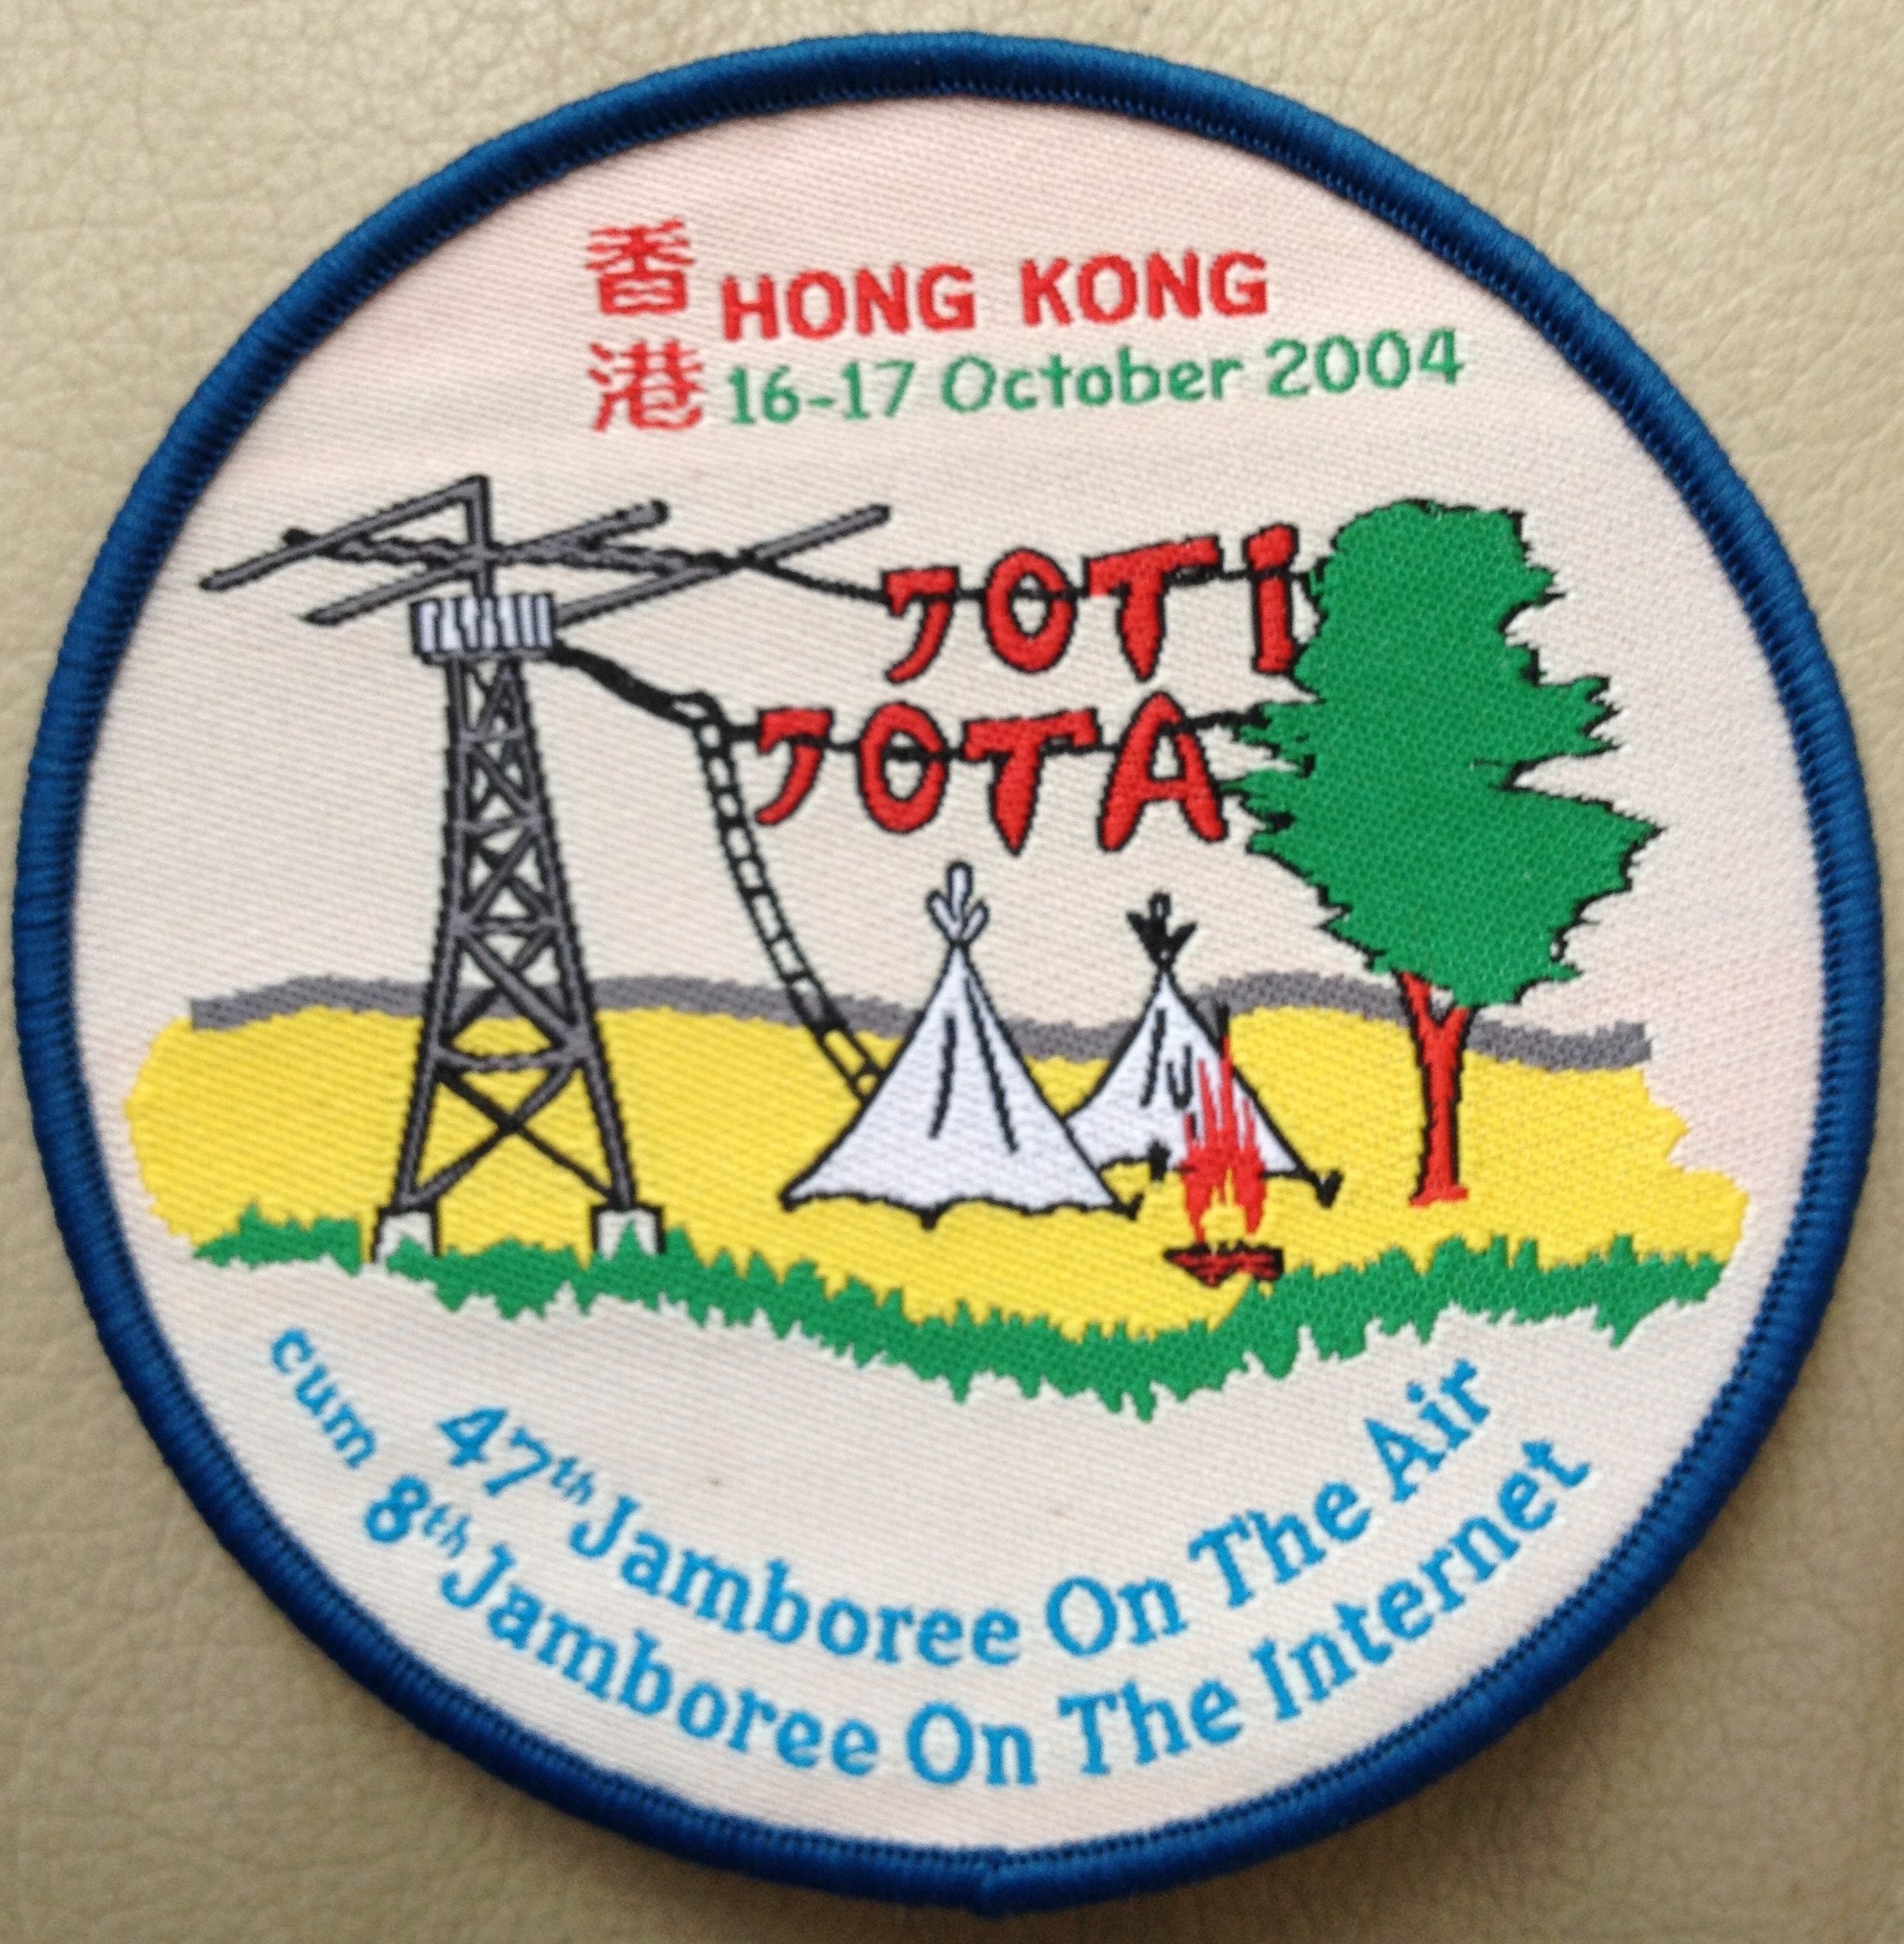 香港
HONG KONG
16-17 October 2004
JOTI
JOTA
47th Jamboree On The Air
cum 8th Jamboree On The Internet